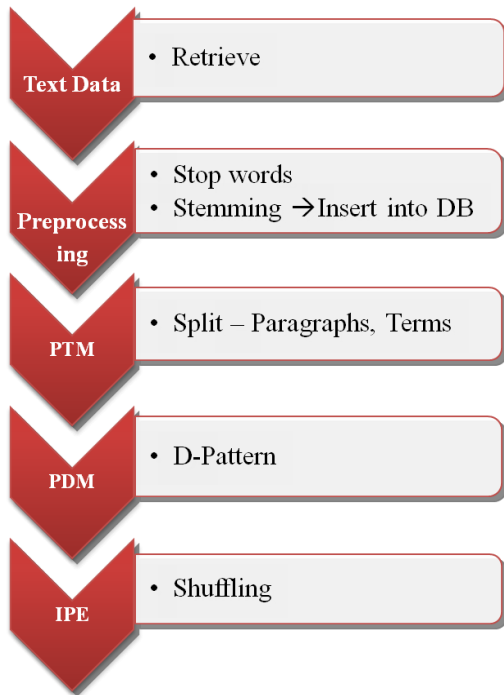 Text Data
• Retrieve
Preprocess
ing
• Stop words
• Stemming →Insert into DB
PTM
• Split – Paragraphs, Terms
PDM
• D-Pattern
IPE
• Shuffling